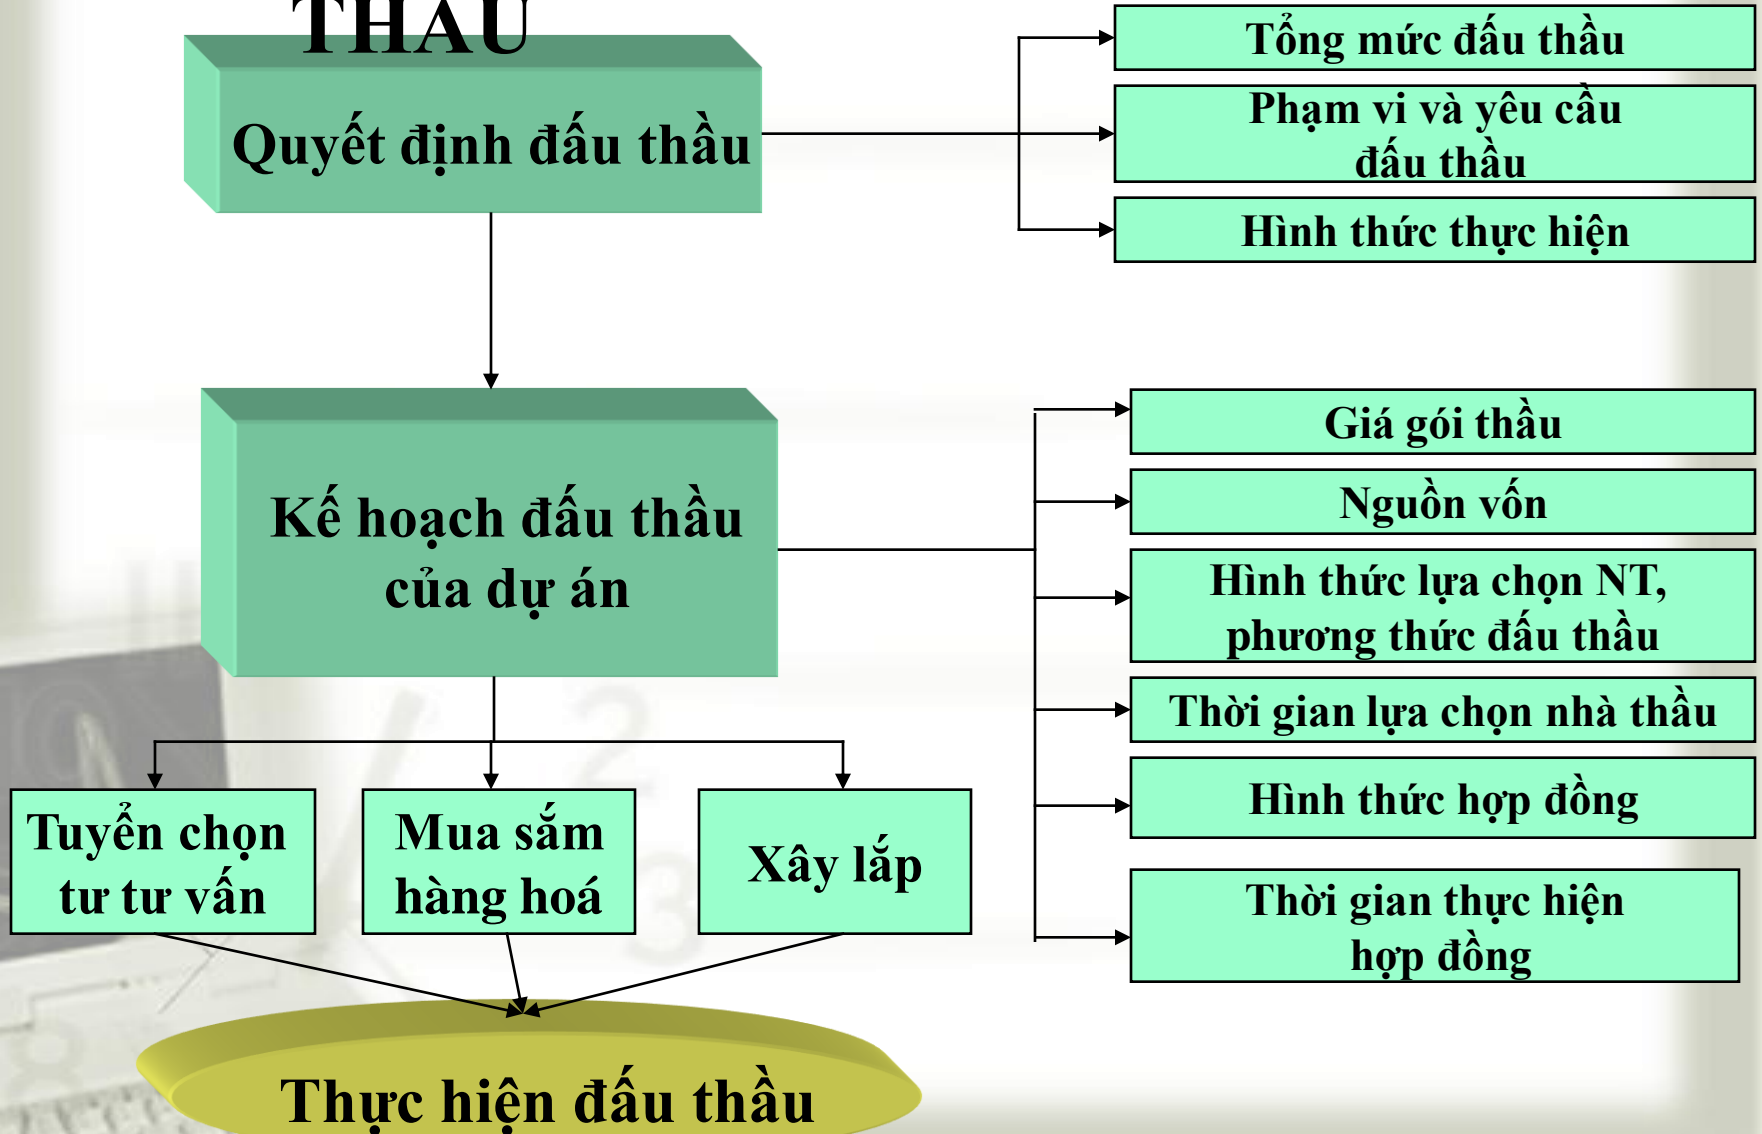 THẦU
Quyết định đấu thầu
Tổng mức đấu thầu
Phạm vi và yêu cầu
đấu thầu
Hình thức thực hiện
Kế hoạch đấu thầu
của dự án
Giá gói thầu
Nguồn vốn
Hình thức lựa chọn NT,
phương thức đấu thầu
Thời gian lựa chọn nhà thầu
Hình thức hợp đồng
Thời gian thực hiện
hợp đồng
Tuyển chọn
tư tư vấn
Mua sắm
hàng hoá
Xây lắp
Thực hiện đấu thầu